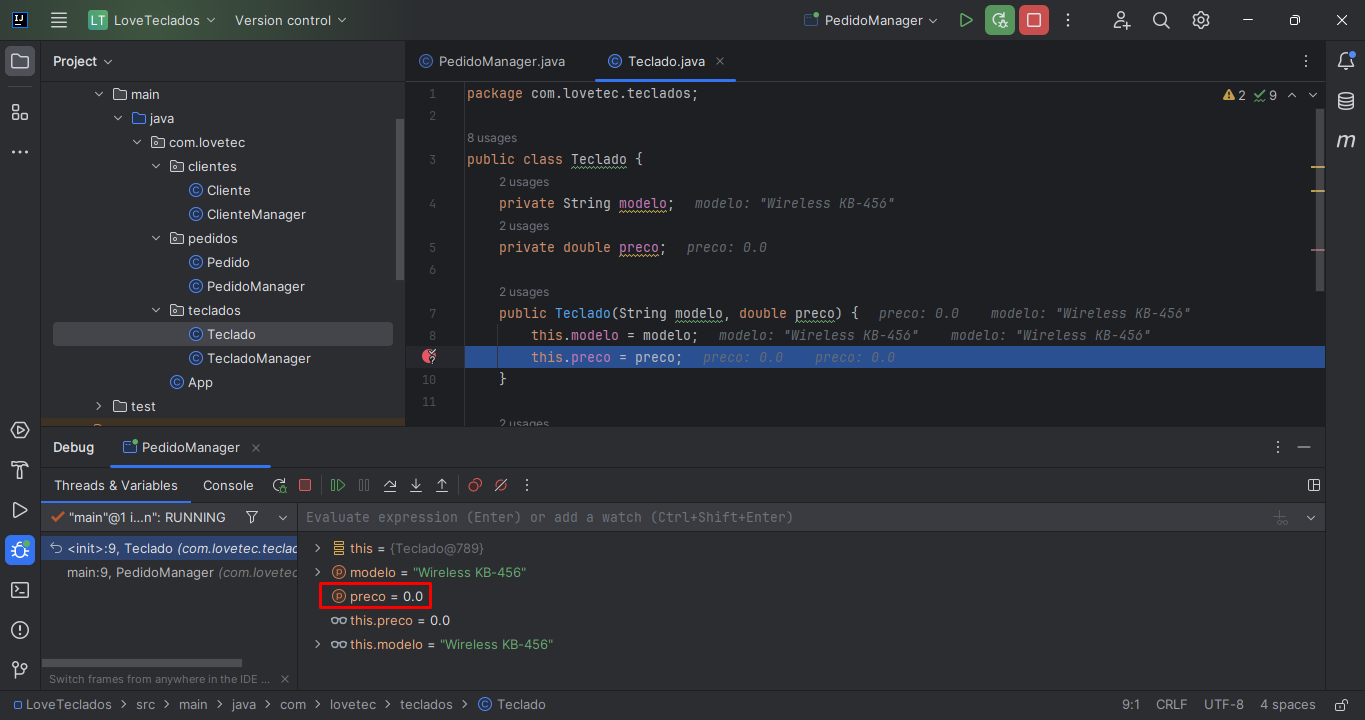 LT LoveTeclados Version control PedidoManager
Project
main
java
com.lovetec
clientes
Cliente
ClienteManager
pedidos
Pedido
PedidoManager
teclados
Teclado
TecladoManager
App
test
PedidoManager.java Teclado.java
2 9
1 package com.lovetec.teclados;
2
8 usages
3 public class Teclado {
2 usages
4 private String modelo; modelo: "Wireless KB-456"
2 usages
5 private double preco; preco: 0.0
6
2 usages
7 public Teclado(String modelo, double preco) { preco: 0.0 modelo: "Wireless KB-456"
8 this.modelo = modelo; modelo: "Wireless KB-456" modelo: "Wireless KB-456"
this.preco = preco; preco: 0.0 preco: 0.0
10 }
11
2 usages
Debug PedidoManager
Threads & Variables Console
"main"@1 i...n": RUNNING
Evaluate expression (Enter) or add a watch (Ctrl+Shift+Enter)
<init>:9, Teclado (com.lovetec.teclad
main:9, PedidoManager (com.lovetec
this = {Teclado@789}
modelo = "Wireless KB-456"
preco = 0.0
this.preco = 0.0
this.modelo = "Wireless KB-456"
Switch frames from anywhere in the IDE ...
LoveTeclados > src > main > java > com > lovetec > teclados > Teclado
9:1 CRLF UTF-8 4 spaces